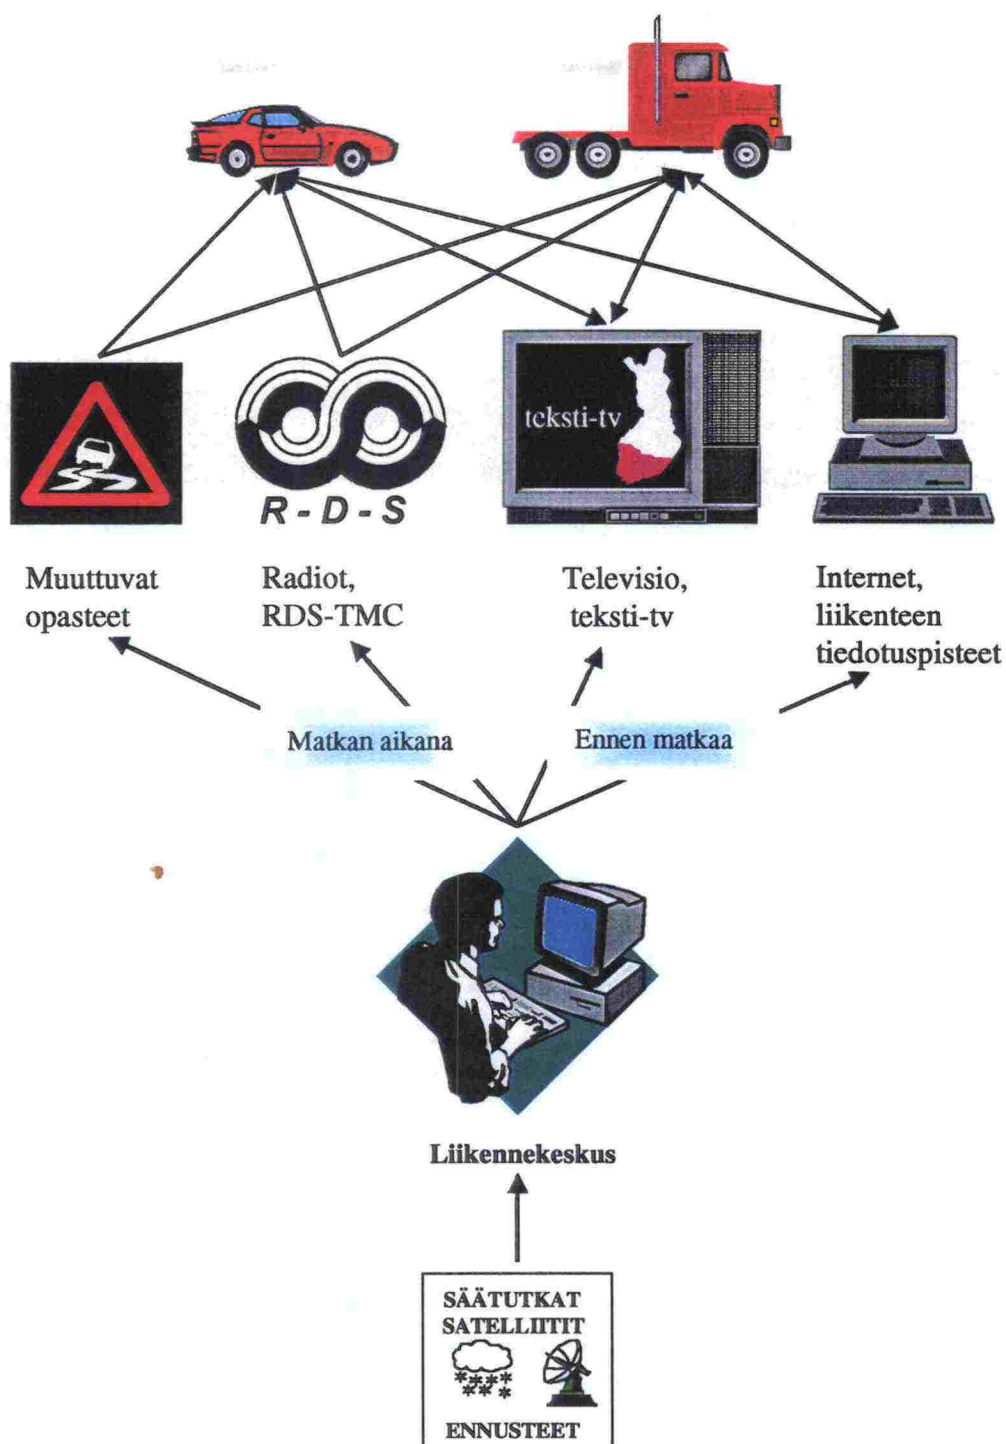 teksti-tv
R-D-S
Muuttuvat
opasteet
Radiot,
RDS-TMC
Televisio,
teksti-tv
Internet,
liikenteen
tiedotuspisteet
Matkan aikana
Ennen matkaa
Liikennekeskus
SÄÄTUTKAT
SATELLIITIT
ENNUSTEET